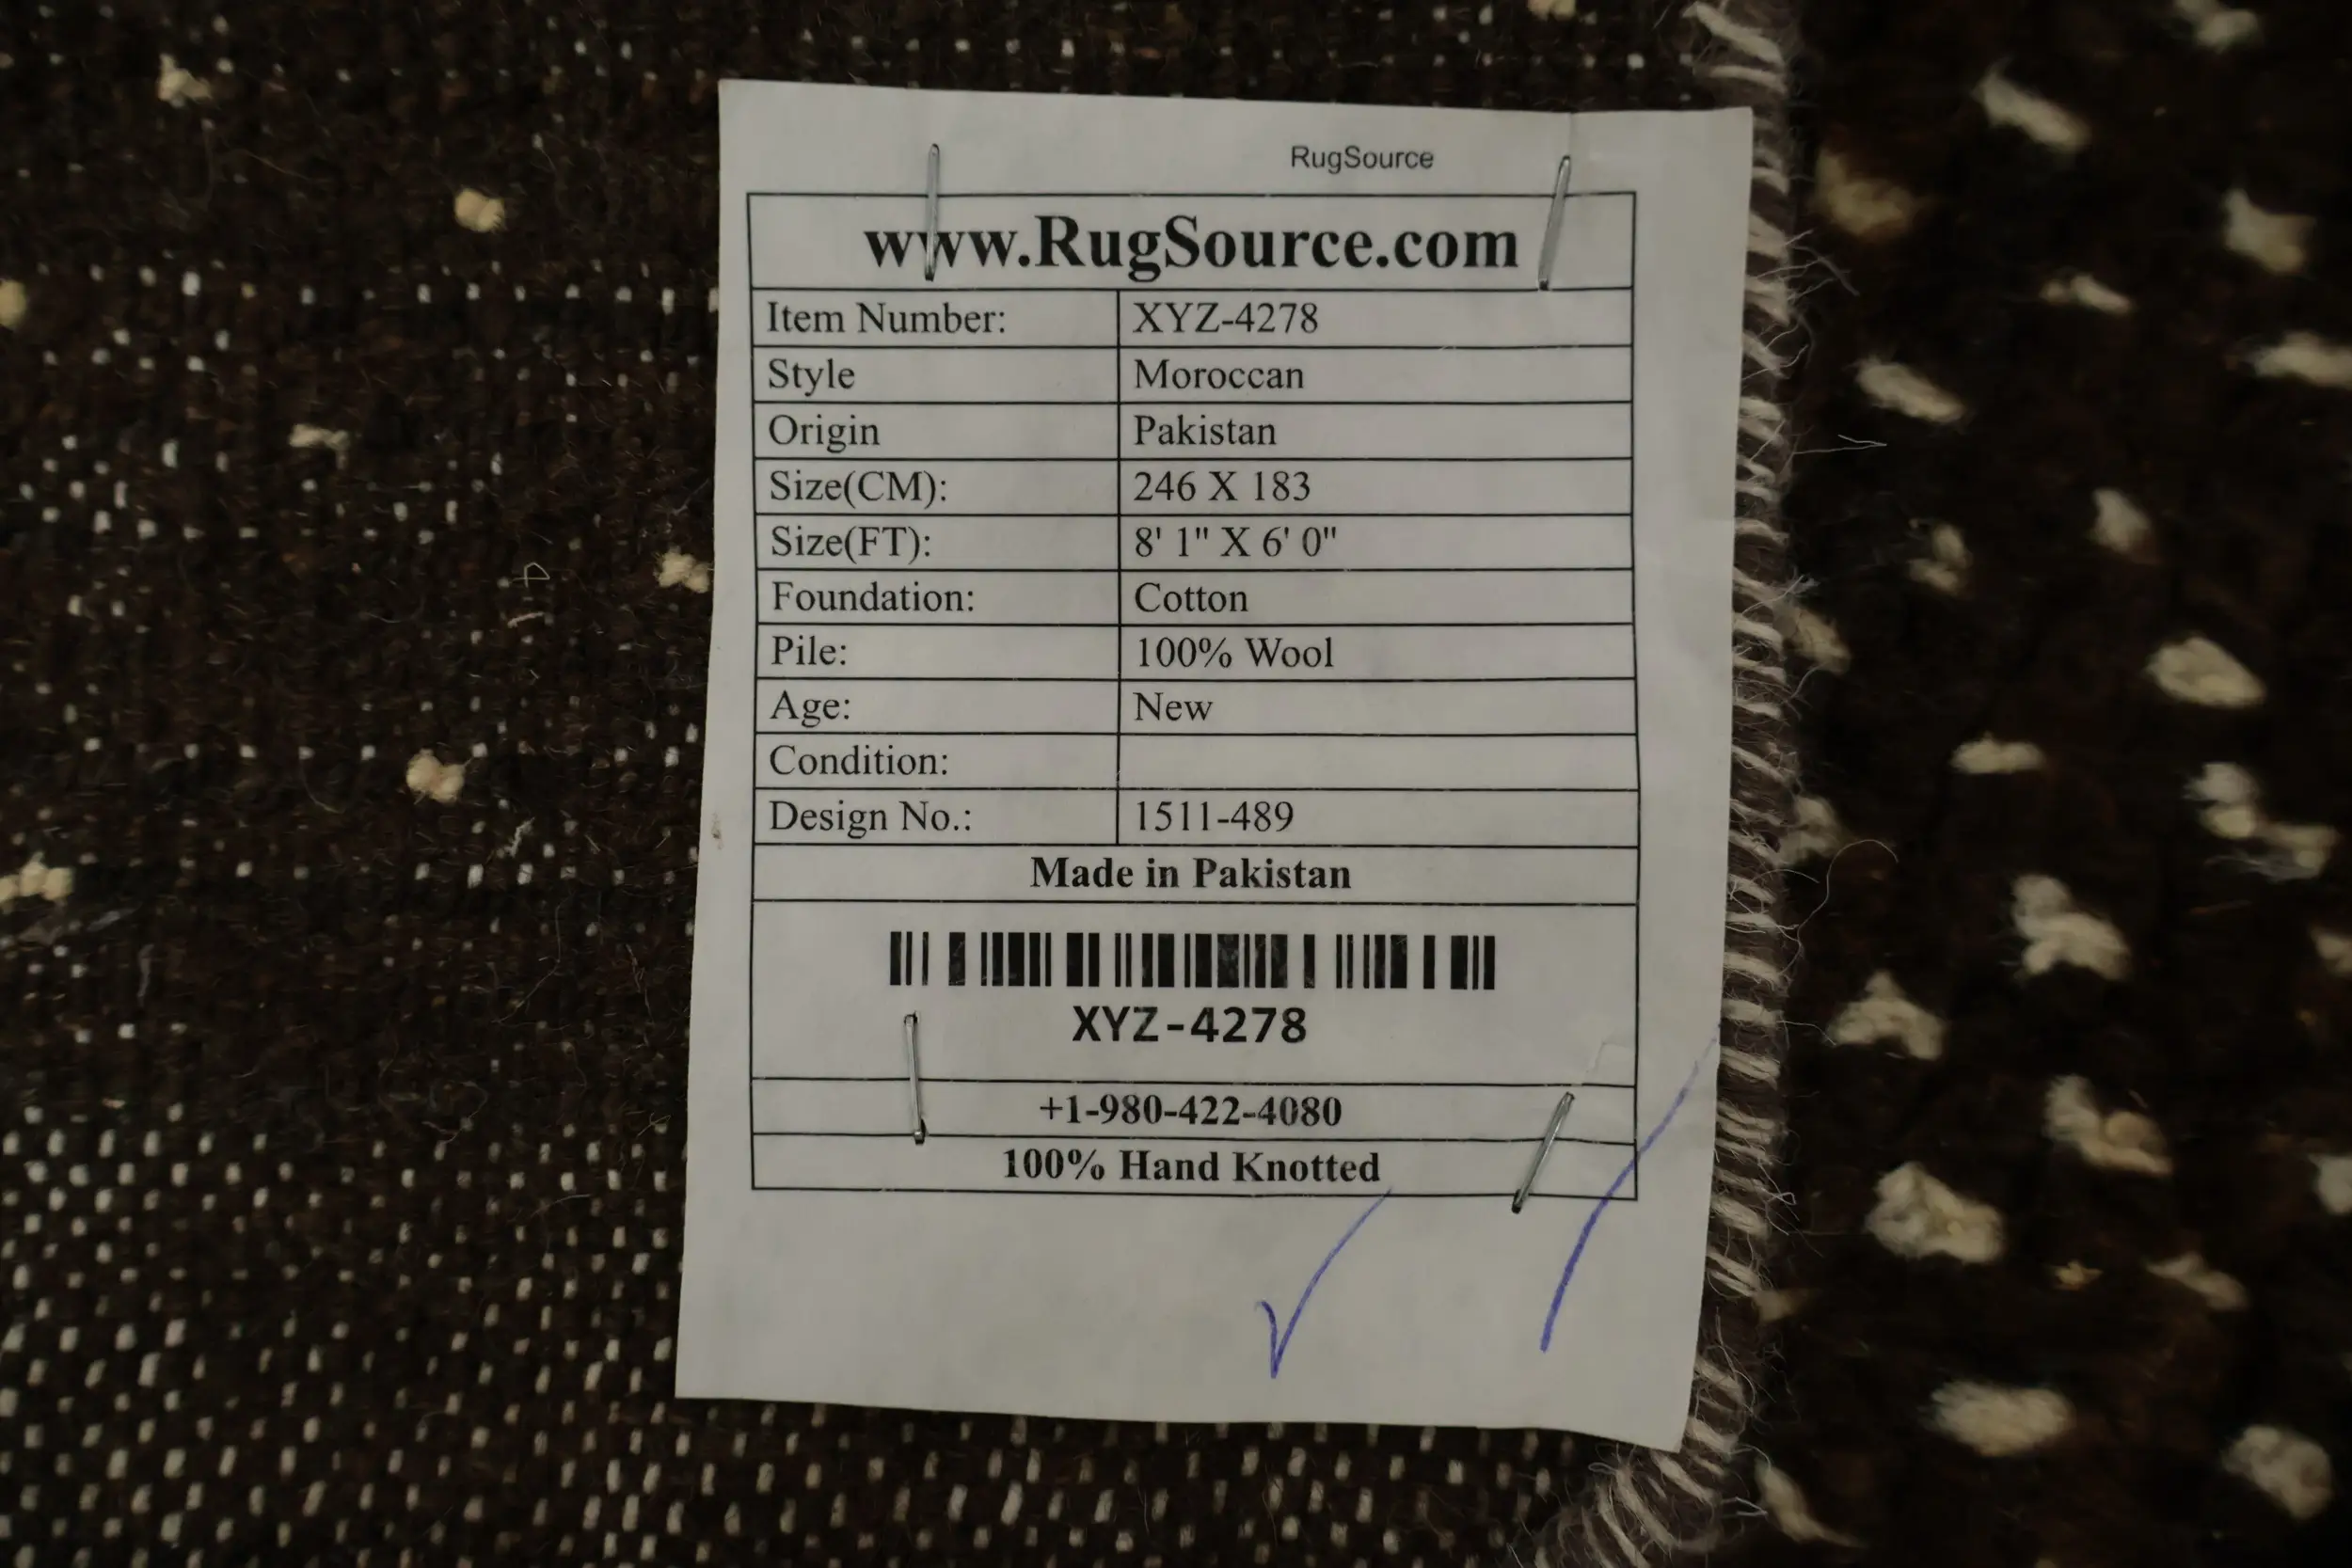 RugSource
www.RugSource.com
Item Number: XYZ-4278
Style Moroccan
Origin Pakistan
Size(CM): 246 X 183
Size(FT): 8' 1" X 6' 0"
Foundation: Cotton
Pile: 100% Wool
Age: New
Condition:
Design No.: 1511-489
Made in Pakistan
XYZ-4278
+1-980-422-4080
100% Hand Knotted